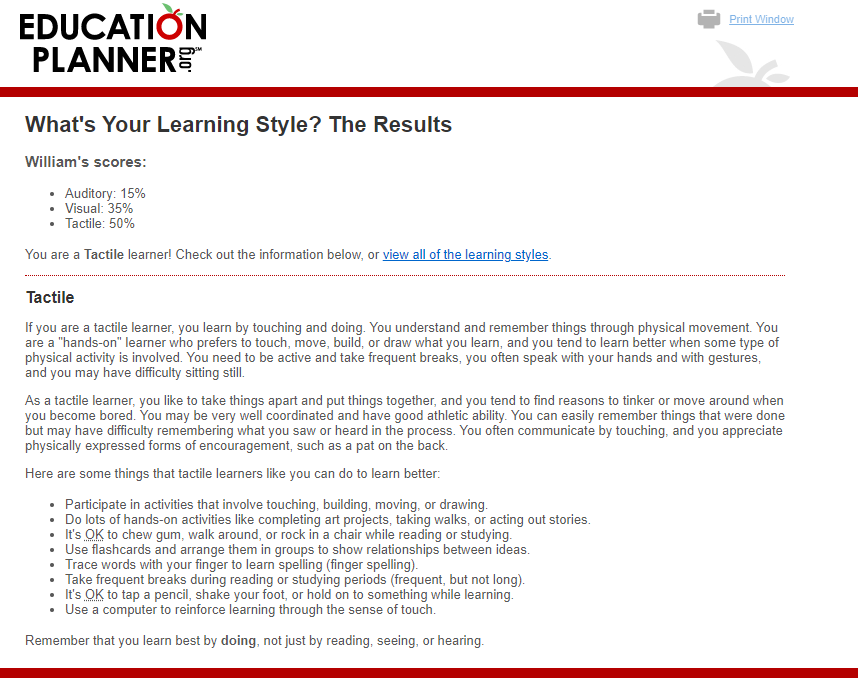 EDUCATION
PLANNER.org℠
Print Window
What's Your Learning Style? The Results
William's scores:
• Auditory: 15%
• Visual: 35%
• Tactile: 50%
You are a Tactile learner! Check out the information below, or view all of the learning styles.
Tactile
If you are a tactile learner, you learn by touching and doing. You understand and remember things through physical movement. You
are a "hands-on" learner who prefers to touch, move, build, or draw what you learn, and you tend to learn better when some type of
physical activity is involved. You need to be active and take frequent breaks, you often speak with your hands and with gestures,
and you may have difficulty sitting still.
As a tactile learner, you like to take things apart and put things together, and you tend to find reasons to tinker or move around when
you become bored. You may be very well coordinated and have good athletic ability. You can easily remember things that were done
but may have difficulty remembering what you saw or heard in the process. You often communicate by touching, and you appreciate
physically expressed forms of encouragement, such as a pat on the back.
Here are some things that tactile learners like you can do to learn better:
• Participate in activities that involve touching, building, moving, or drawing.
• Do lots of hands-on activities like completing art projects, taking walks, or acting out stories.
• It's OK to chew gum, walk around, or rock in a chair while reading or studying.
• Use flashcards and arrange them in groups to show relationships between ideas.
• Trace words with your finger to learn spelling (finger spelling).
• Take frequent breaks during reading or studying periods (frequent, but not long).
• It's OK to tap a pencil, shake your foot, or hold on to something while learning.
• Use a computer to reinforce learning through the sense of touch.
Remember that you learn best by doing, not just by reading, seeing, or hearing.